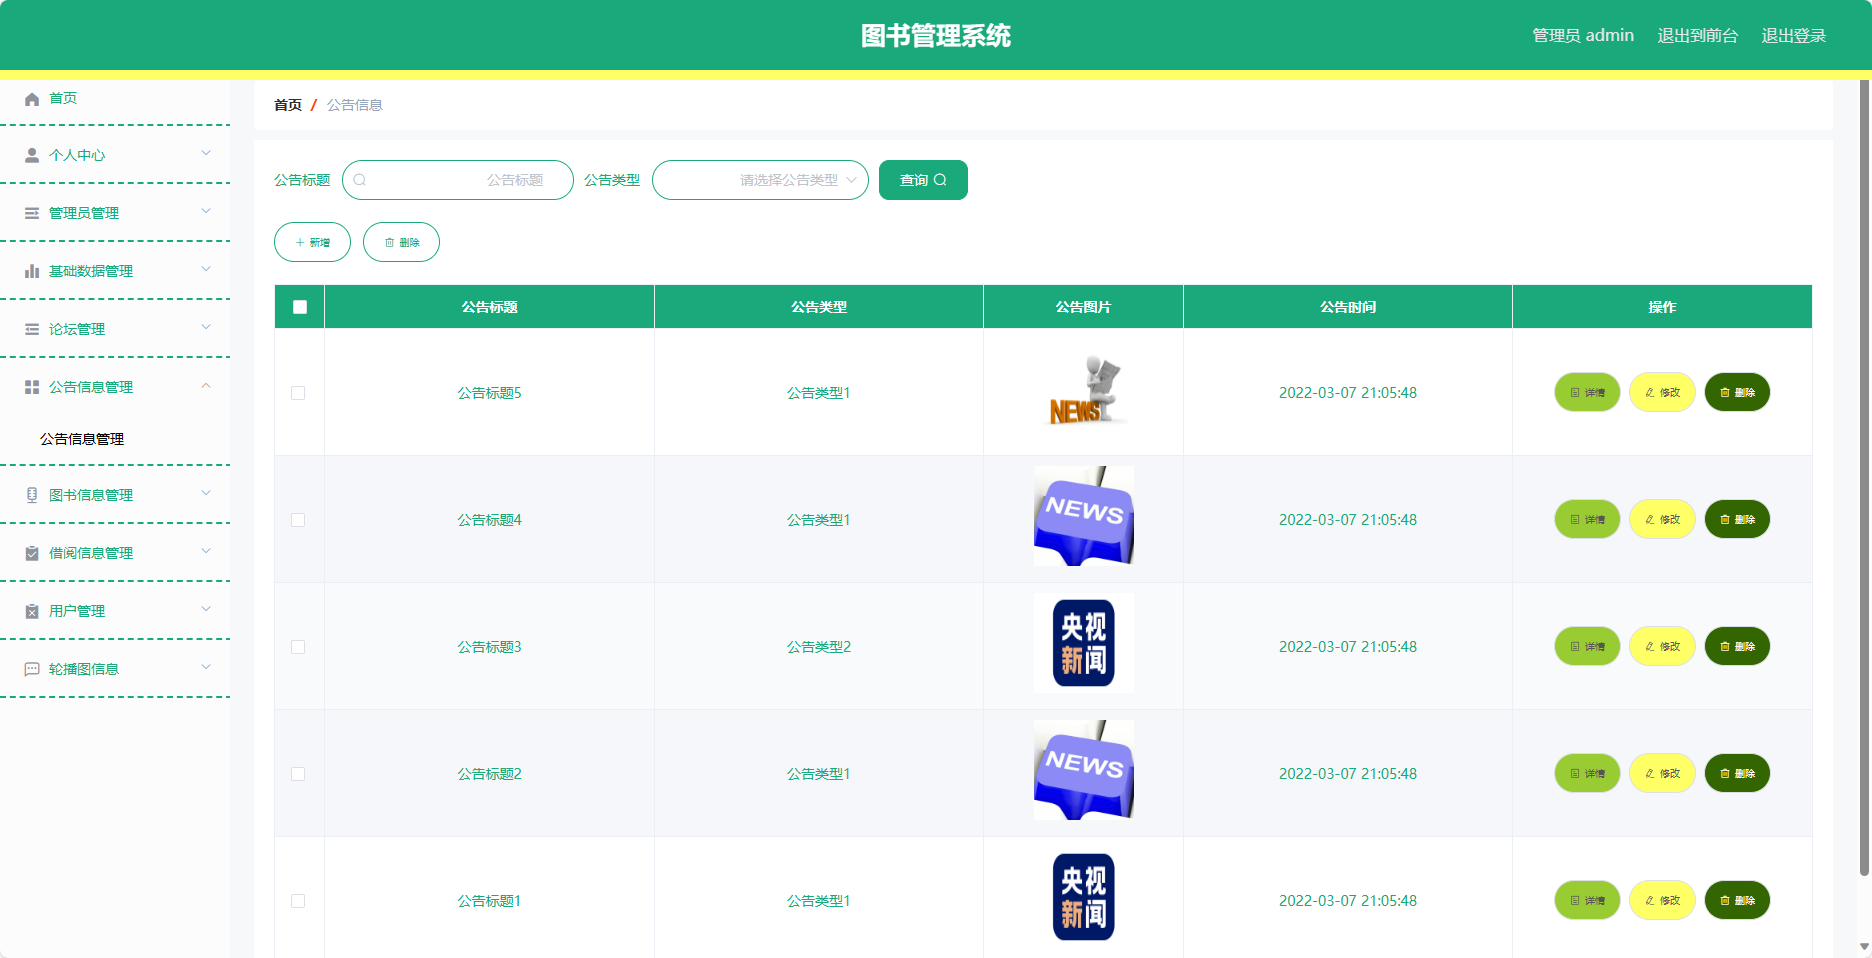 图书管理系统
管理员 admin 退出到前台 退出登录
首页
个人中心
管理员管理
基础数据管理
论坛管理
公告信息管理
公告信息管理
图书信息管理
借阅信息管理
用户管理
轮播图信息
首页 / 公告信息
公告标题 公告标题 公告类型 请选择公告类型 查询
新增 删除
公告标题 公告类型 公告图片 公告时间 操作
公告标题5 公告类型1 NEWS 2022-03-07 21:05:48 详情 修改 删除
公告标题4 公告类型1 NEWS 2022-03-07 21:05:48 详情 修改 删除
公告标题3 公告类型2 央视新闻 2022-03-07 21:05:48 详情 修改 删除
公告标题2 公告类型1 NEWS 2022-03-07 21:05:48 详情 修改 删除
公告标题1 公告类型1 央视新闻 2022-03-07 21:05:48 详情 修改 删除